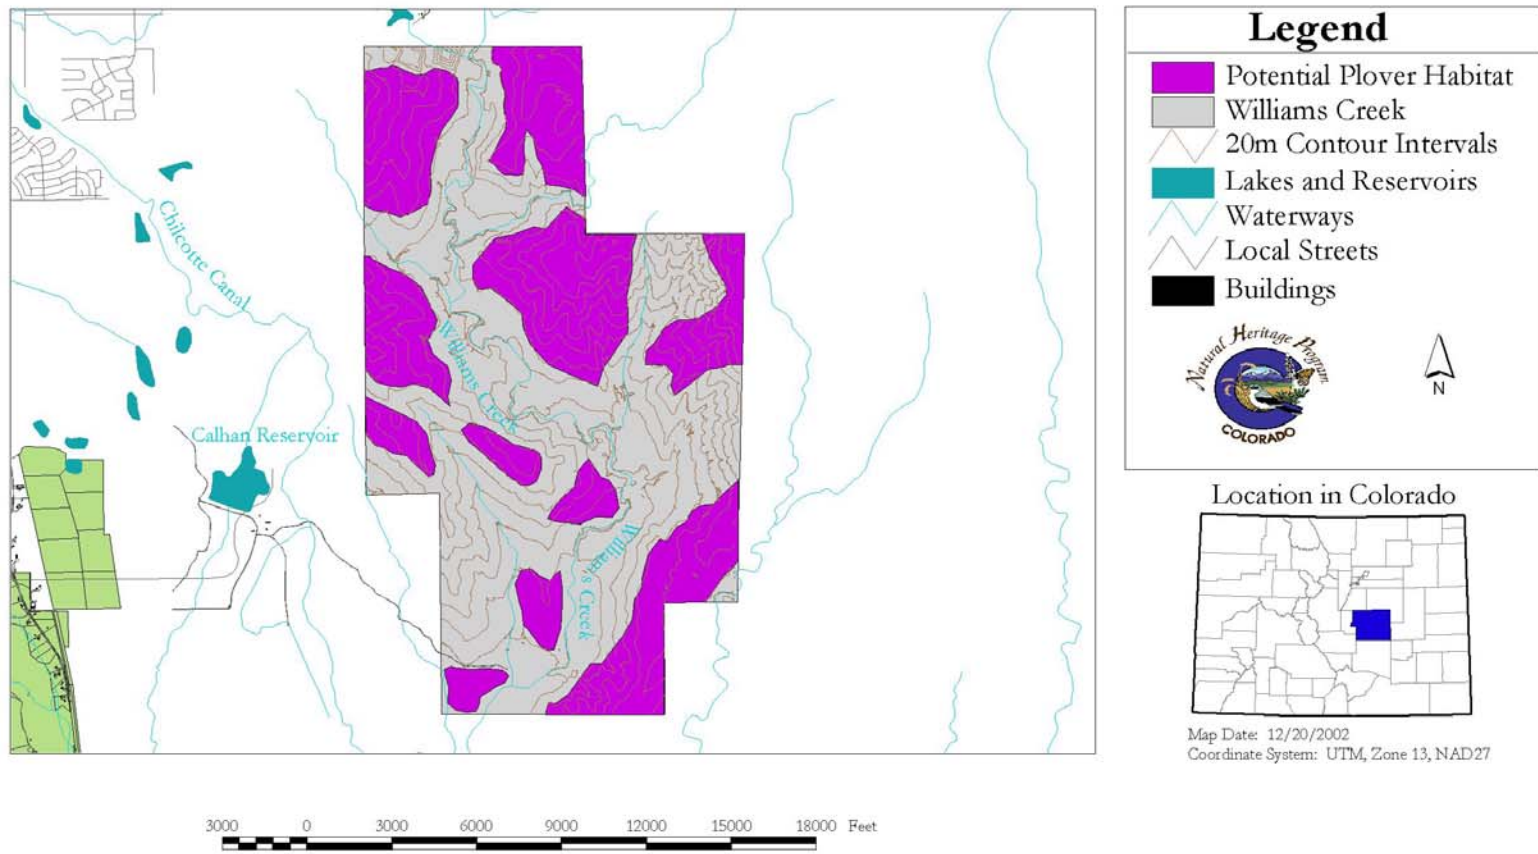 Chilcotte Canal
Williams Creek
Calhan Reservoir
Williams Creek
Legend
Potential Plover Habitat
Williams Creek
20m Contour Intervals
Lakes and Reservoirs
Waterways
Local Streets
Buildings
Natural Heritage Program
COLORADO
N
Location in Colorado
Map Date: 12/20/2002
Coordinate System: UTM, Zone 13, NAD27
3000 0 3000 6000 9000 12000 15000 18000 Feet